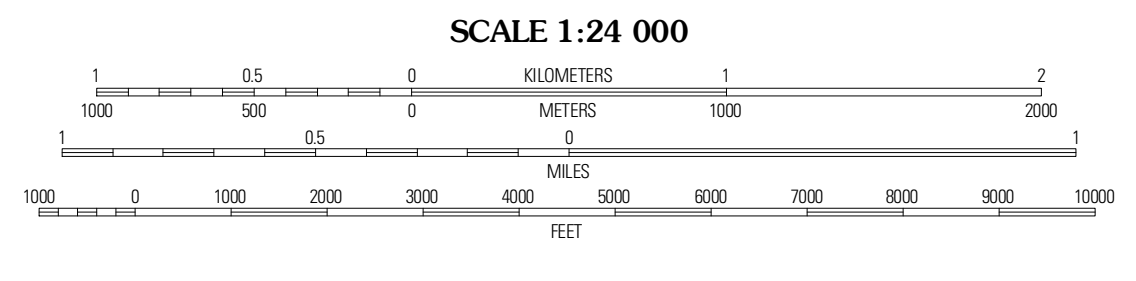 SCALE 1:24 000
1 0.5 0 KILOMETERS 1 2
1000 500 0 METERS 1000 2000
1 0.5 0 1
MILES
1000 0 1000 2000 3000 4000 5000 6000 7000 8000 9000 10000
FEET